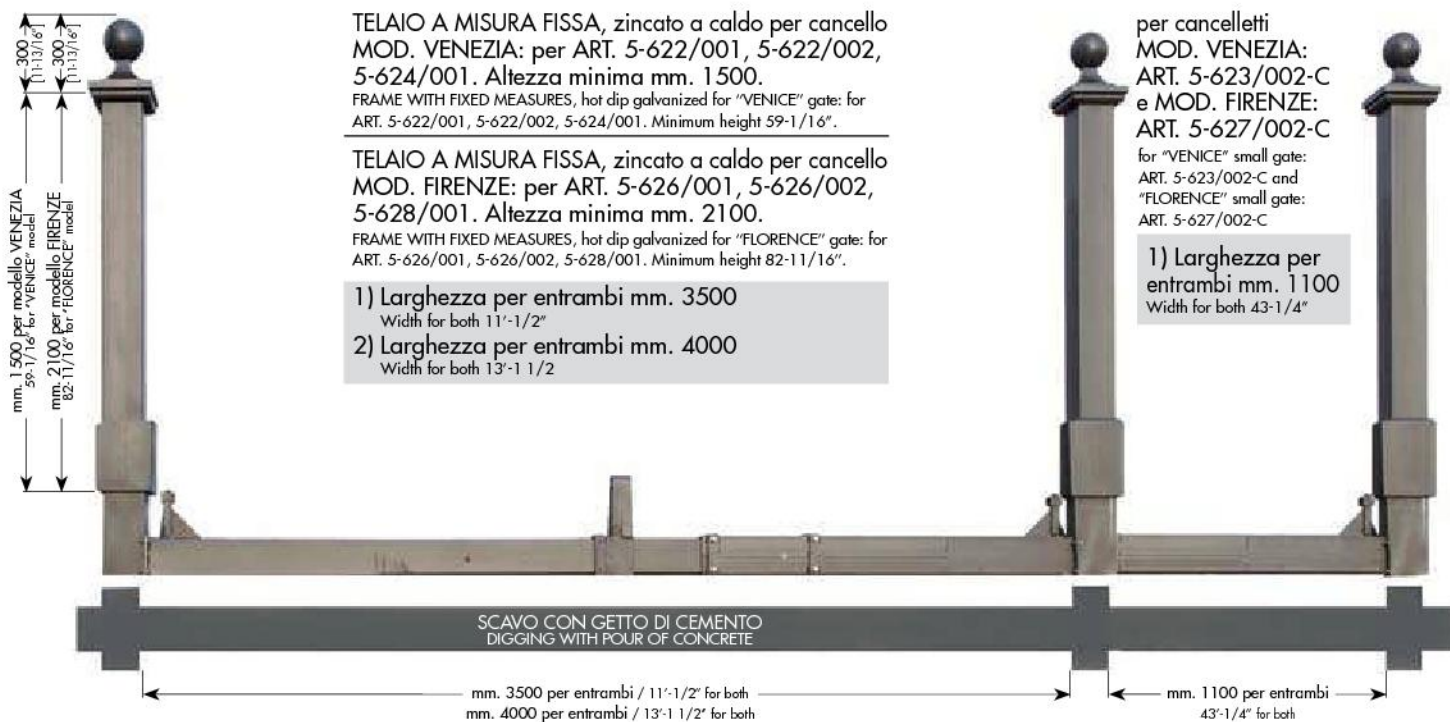 TELAIO A MISURA FISSA, zincato a caldo per cancello
MOD. VENEZIA: per ART. 5-622/001, 5-622/002,
5-624/001. Altezza minima mm. 1500.
FRAME WITH FIXED MEASURES, hot dip galvanized for "VENICE" gate: for
ART. 5-622/001, 5-622/002, 5-624/001. Minimum height 59-1/16".
TELAIO A MISURA FISSA, zincato a caldo per cancello
MOD. FIRENZE: per ART. 5-626/001, 5-626/002,
5-628/001. Altezza minima mm. 2100.
FRAME WITH FIXED MEASURES, hot dip galvanized for "FLORENCE" gate: for
ART. 5-626/001, 5-626/002, 5-628/001. Minimum height 82-11/16".
1) Larghezza per entrambi mm. 3500
Width for both 11'-1/2"
2) Larghezza per entrambi mm. 4000
Width for both 13'-1 1/2
per cancelletti
MOD. VENEZIA:
ART. 5-623/002-C
e MOD. FIRENZE:
ART. 5-627/002-C
for "VENICE" small gate:
ART. 5-623/002-C and
"FLORENCE" small gate:
ART. 5-627/002-C
1) Larghezza per
entrambi mm. 1100
Width for both 43-1/4"
300
[11-13/16"]
300
[11-13/16"]
mm. 1500 per modello VENEZIA
59-1/16" for "VENICE" model
mm. 2100 per modello FIRENZE
82-11/16" for "FLORENCE" model
SCAVO CON GETTO DI CEMENTO
DIGGING WITH POUR OF CONCRETE
mm. 3500 per entrambi / 11'-1/2" for both
mm. 4000 per entrambi / 13'-1 1/2" for both
mm. 1100 per entrambi
43'-1/4" for both